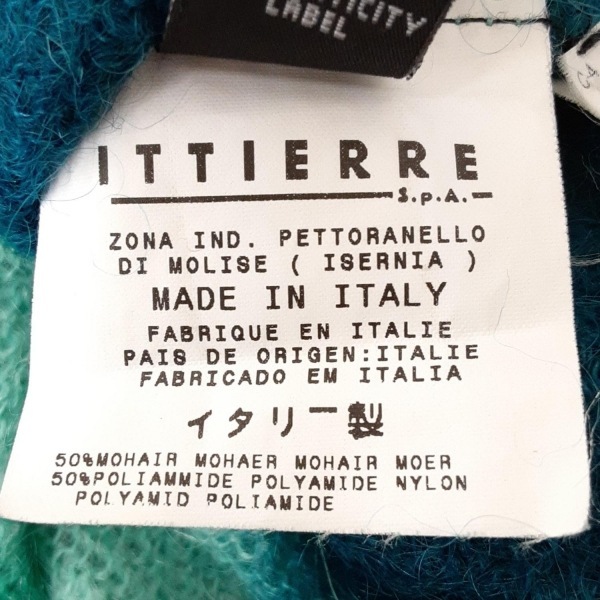 LABEL
ITTIERRE
S.p.A.
ZONA IND. PETTORANELLO
DI MOLISE ( ISERNIA )
MADE IN ITALY
FABRIQUE EN ITALIE
PAIS DE ORIGEN:ITALIE
FABRICADO EM ITALIA
イタリー製
50%MOHAIR MOHAER MOHAIR MOER
50%POLIAMMIDE POLYAMIDE NYLON
POLYAMID POLIAMIDE